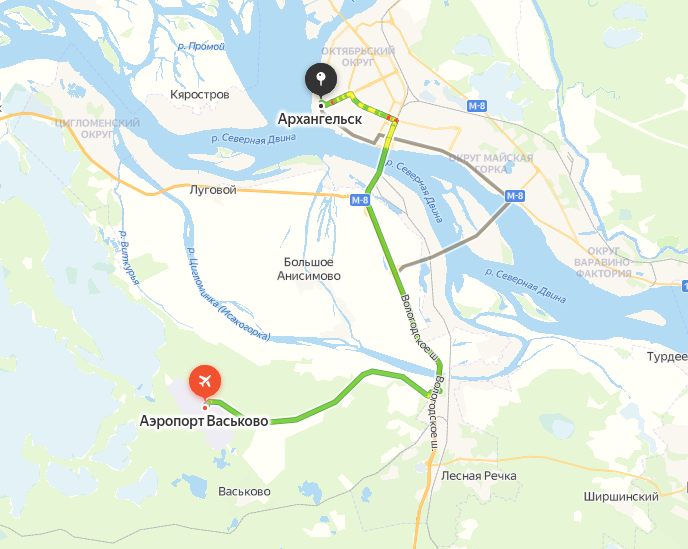 р. Промой
ОКТЯБРЬСКИЙ
ОКРУГ
Кяростров
М-8
Архангельск
ЦИГЛОМЕНСКИЙ
ОКРУГ
р. Северная Двина
ОКРУГ МАЙСКАЯ
ГОРКА
р. Северная Двина
Луговой
М-8
М-8
р. Виткурья
р. Цигломинка (Исакогорка)
Большое
Анисимово
ОКРУГ
ВАРАВИНО
ФАКТОРИЯ
р. Северная Двина
Вологодское ш.
Турдее
Вологодское ш.
Аэропорт Васьково
Лесная Речка
Васьково
Ширшинский